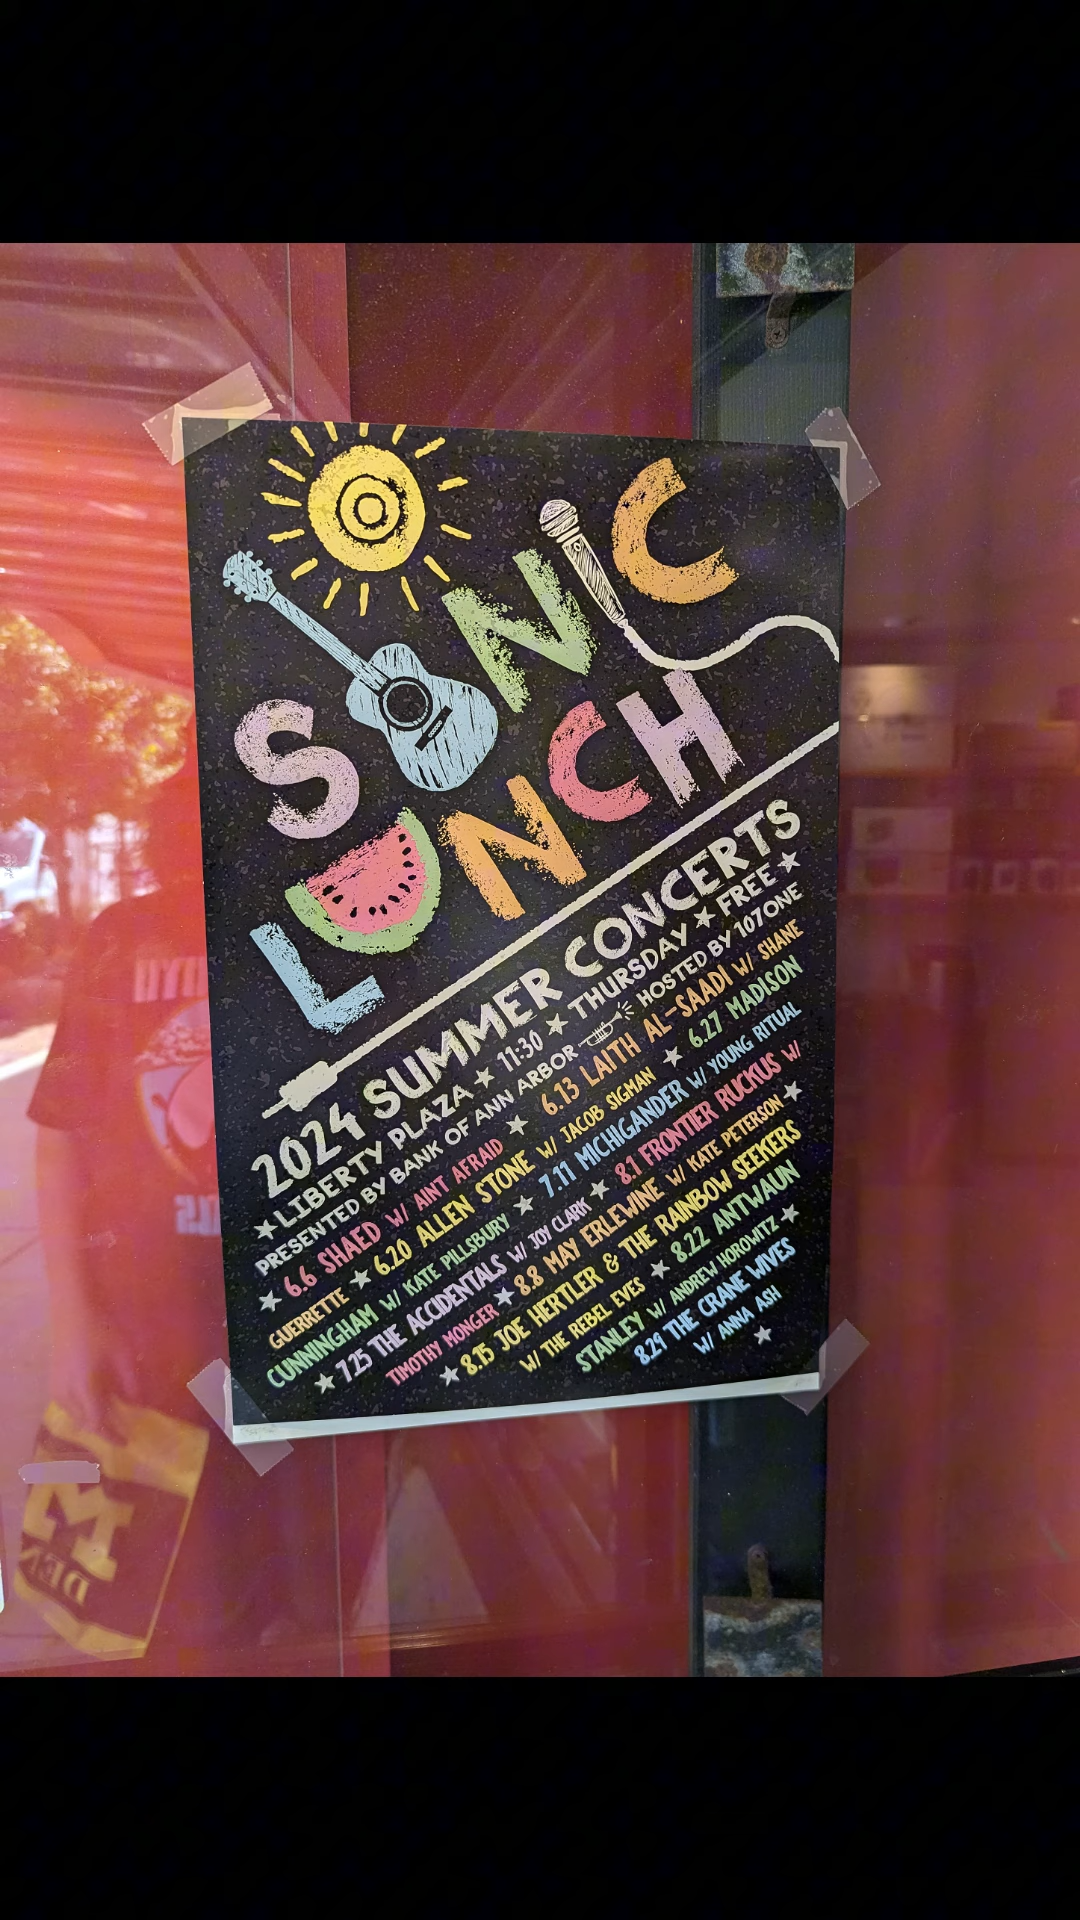 SONIC
LUNCH
2024 SUMMER CONCERTS
★ LIBERTY PLAZA ★ 11:30 ★ THURSDAY ★ FREE ★
PRESENTED BY BANK OF ANN ARBOR HOSTED BY 107ONE
★ 6.6 SHAED W/ AINT AFRAID ★ 6.13 LAITH AL-SAADI W/ SHANE
GUERRETTE ★ 6.20 ALLEN STONE W/ JACOB SIGMAN ★ 6.27 MADISON
CUNNINGHAM W/ KATE PILLSBURY ★ 7.11 MICHIGANDER W/ YOUNG RITUAL
★ 7.25 THE ACCIDENTALS W/ JOY CLARK ★ 8.1 FRONTIER RUCKUS W/
TIMOTHY MONGER ★ 8.8 MAY ERLEWINE W/ KATE PETERSON ★
★ 8.15 JOE HERTLER & THE RAINBOW SEEKERS
W/ THE REBEL EVES ★ 8.22 ANTWAUN
STANLEY W/ ANDREW HOROWITZ ★
8.29 THE CRANE WIVES
W/ ANNA ASH
★
M
DEN